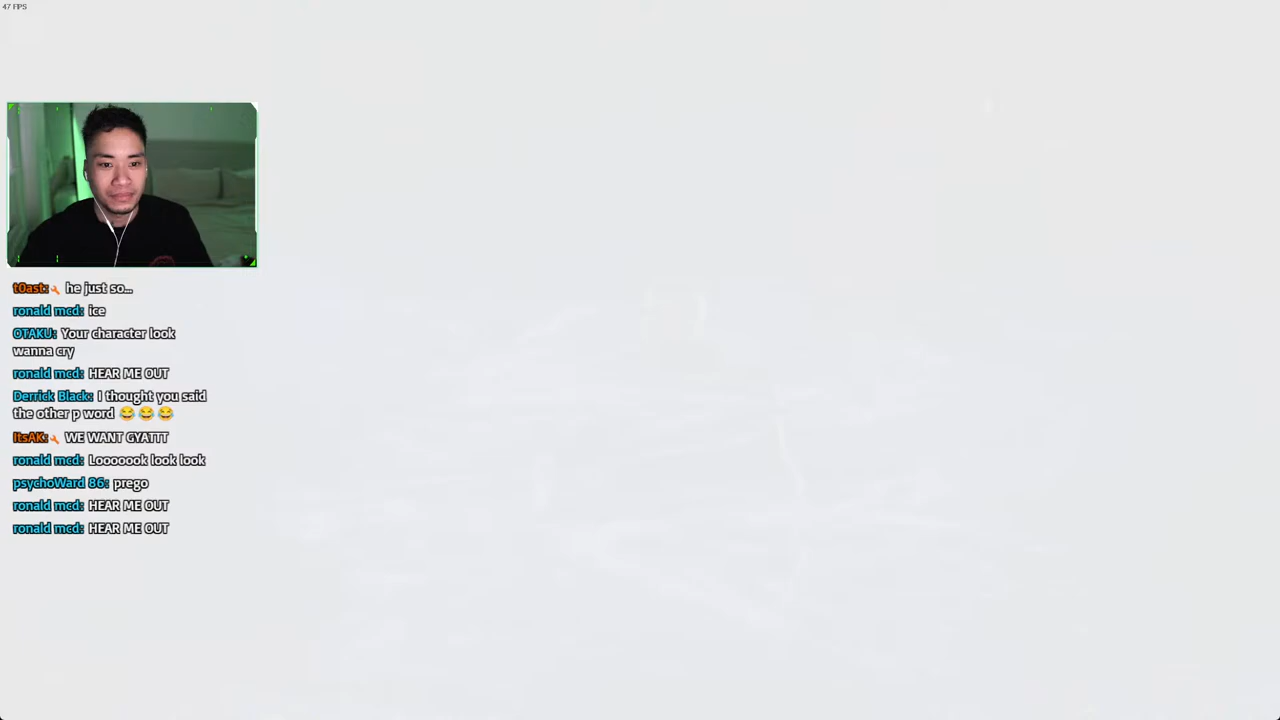 47 FPS
t0ast: he just so...
ronald mcd: ice
OTAKU: Your character look
wanna cry
ronald mcd: HEAR ME OUT
Derrick Black: I thought you said
the other p word 😂 😂 😂
ItsAK: WE WANT GYATTT
ronald mcd: Looooook look look
psychoWard 86: prego
ronald mcd: HEAR ME OUT
ronald mcd: HEAR ME OUT